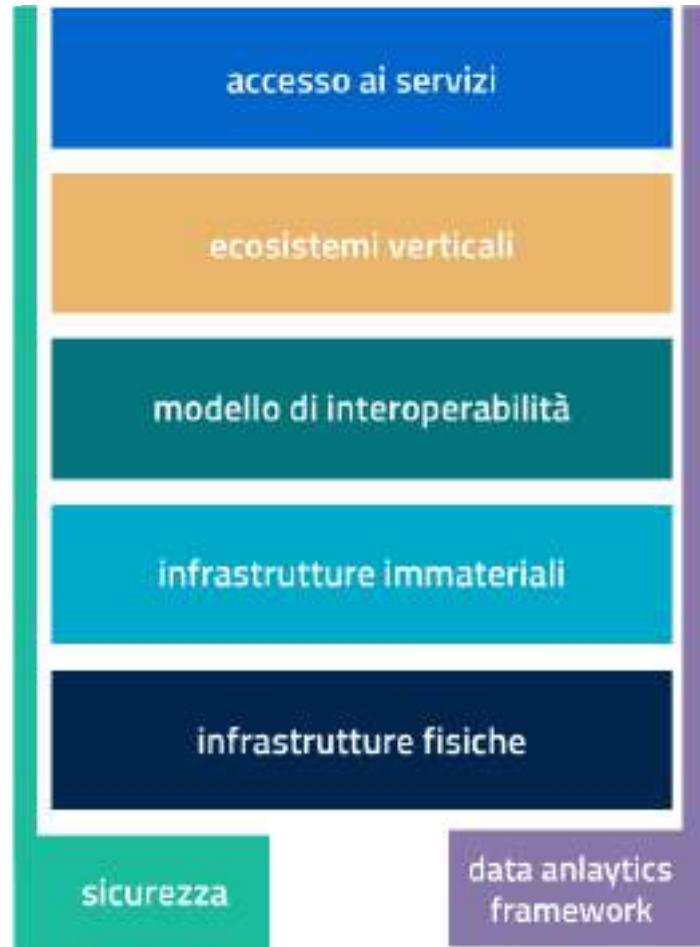 accesso ai servizi
ecosistemi verticali
modello di interoperabilità
infrastrutture immateriali
infrastrutture fisiche
sicurezza
data anlaytics
framework